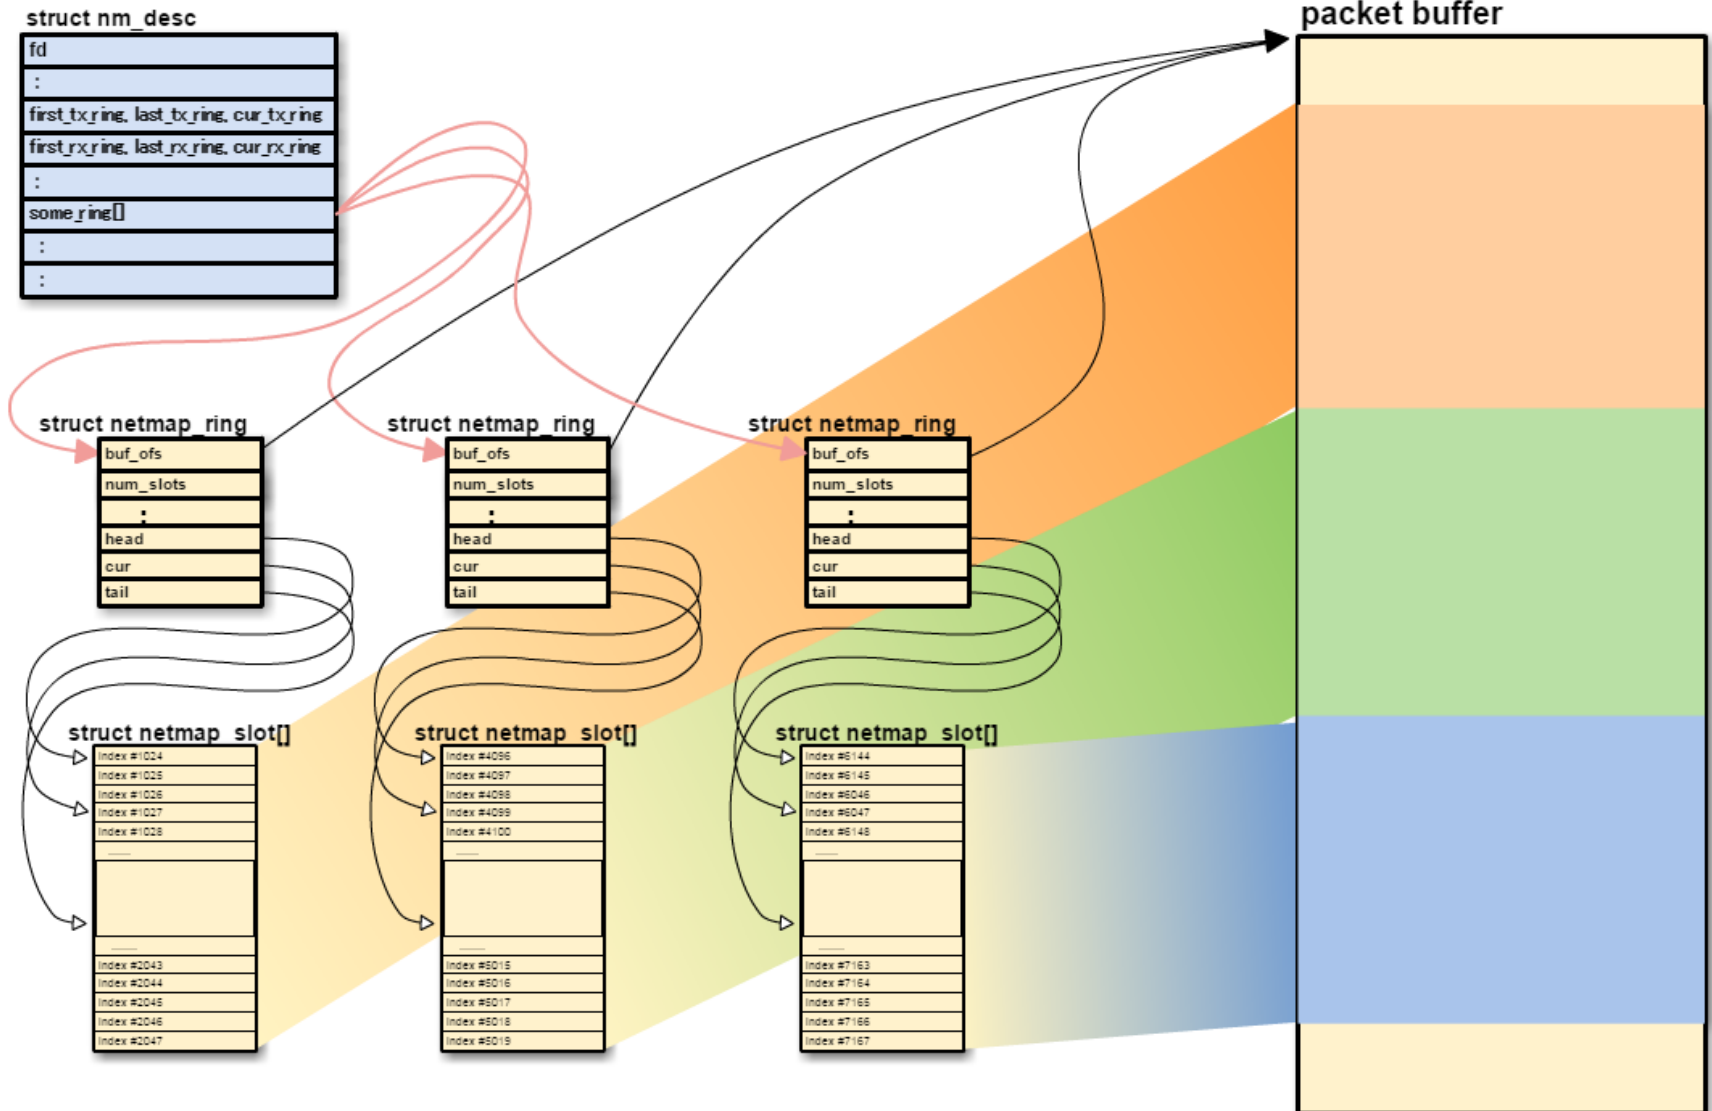 struct nm_desc
fd
:
first_tx_ring, last_tx_ring, cur_tx_ring
first_rx_ring, last_rx_ring, cur_rx_ring
:
some_ring[]
:
:
packet buffer
struct netmap_ring
buf_ofs
num_slots
:
head
cur
tail
struct netmap_ring
buf_ofs
num_slots
:
head
cur
tail
struct netmap_ring
buf_ofs
num_slots
:
head
cur
tail
struct netmap_slot[]
Index #1024
Index #1025
Index #1026
Index #1027
Index #1028
Index #2043
Index #2044
Index #2045
Index #2046
Index #2047
struct netmap_slot[]
Index #4096
Index #4097
Index #4098
Index #4099
Index #4100
Index #5015
Index #5016
Index #5017
Index #5018
Index #5019
struct netmap_slot[]
Index #6144
Index #6145
Index #6046
Index #6047
Index #6148
Index #7163
Index #7164
Index #7165
Index #7166
Index #7167